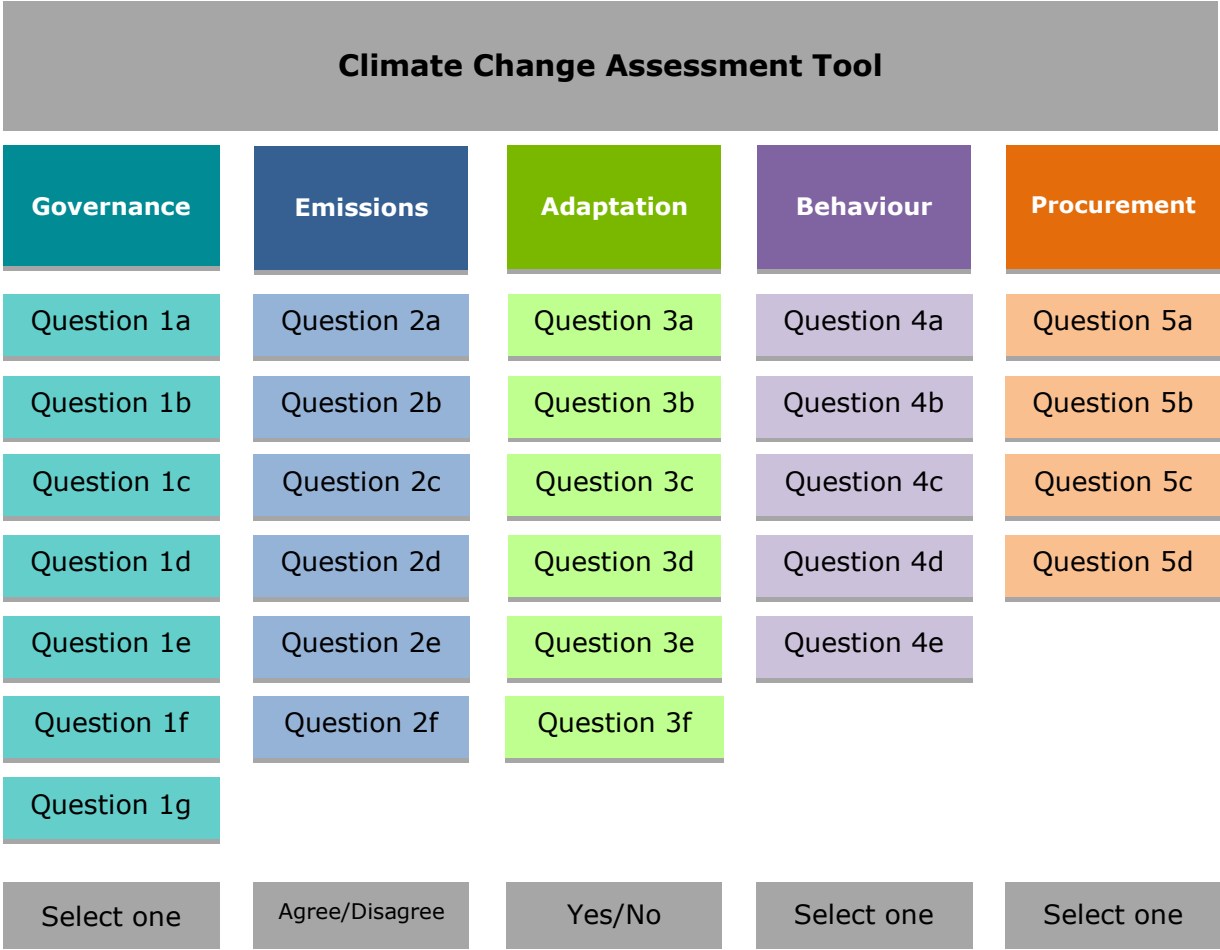 Climate Change Assessment Tool
Governance
Emissions
Adaptation
Behaviour
Procurement
Question 1a
Question 2a
Question 3a
Question 4a
Question 5a
Question 1b
Question 2b
Question 3b
Question 4b
Question 5b
Question 1c
Question 2c
Question 3c
Question 4c
Question 5c
Question 1d
Question 2d
Question 3d
Question 4d
Question 5d
Question 1e
Question 2e
Question 3e
Question 4e
Question 1f
Question 2f
Question 3f
Question 1g
Select one
Agree/Disagree
Yes/No
Select one
Select one